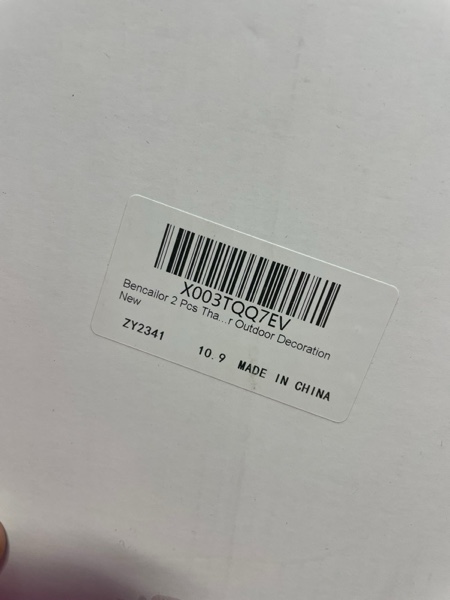 X003TQQ7EV
Bencailor 2 Pcs Tha...r Outdoor Decoration
New
ZY2341
10.9 MADE IN CHINA